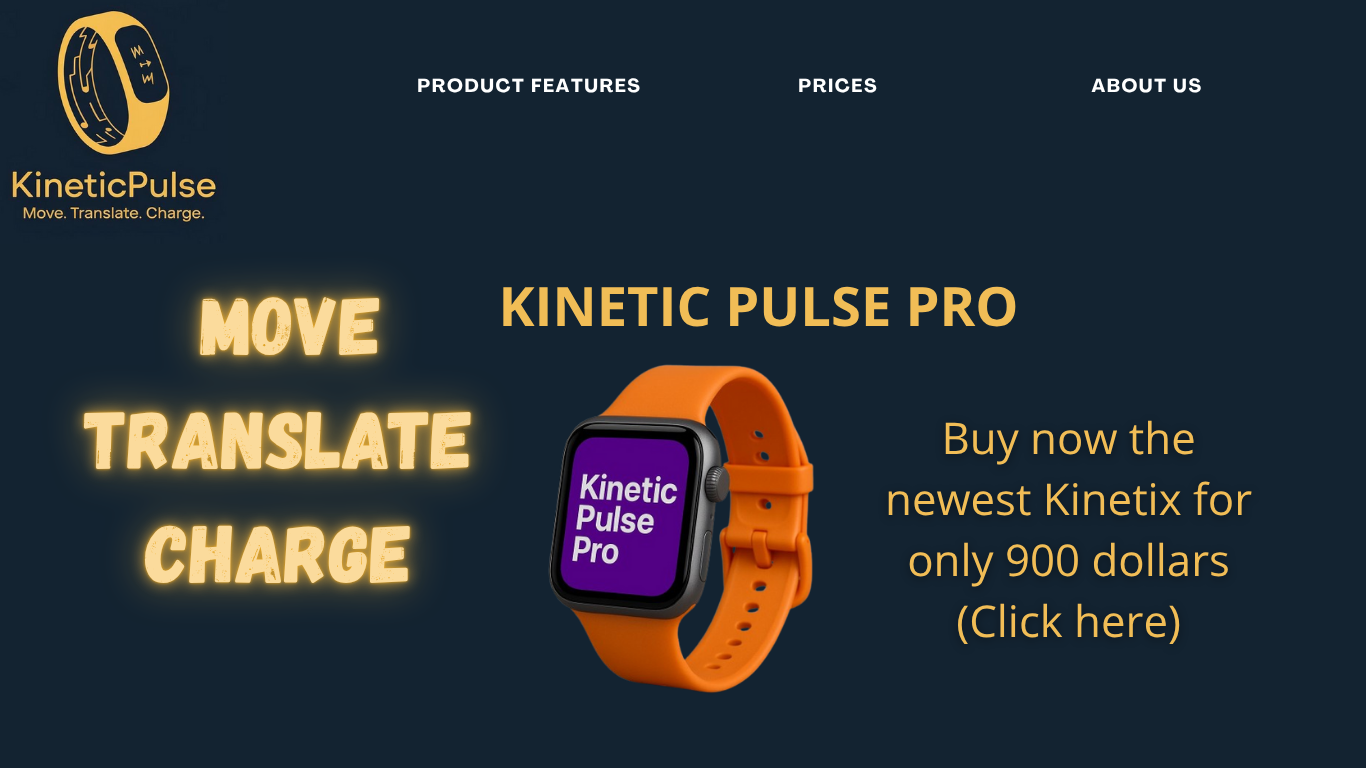 KineticPulse
Move. Translate. Charge.
PRODUCT FEATURES
PRICES
ABOUT US
MOVE
TRANSLATE
CHARGE
KINETIC PULSE PRO
Kinetic
Pulse
Pro
Buy now the
newest Kinetix for
only 900 dollars
(Click here)